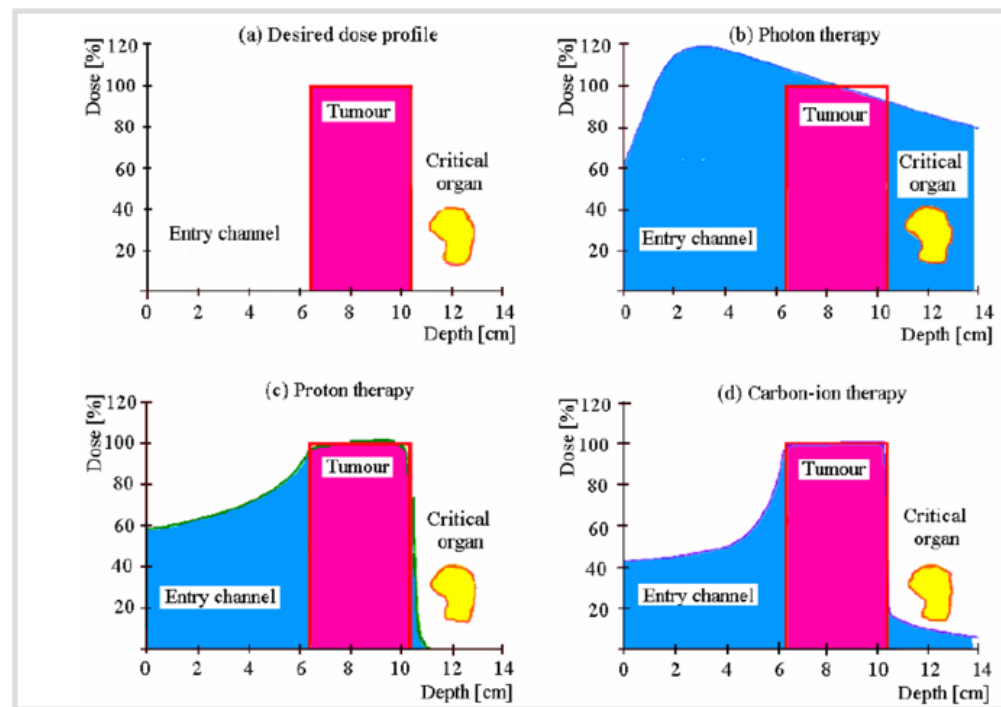 (a) Desired dose profile
Dose [%]
120
100
80
60
40
20
Tumour
Critical
organ
Entry channel
0 2 4 6 8 10 12 14
Depth [cm]
(b) Photon therapy
Dose [%]
120
100
80
60
40
20
Tumour
Critical
organ
Entry channel
0 2 4 6 8 10 12 14
Depth [cm]
(c) Proton therapy
Dose [%]
120
100
80
60
40
20
Tumour
Critical
organ
Entry channel
0 2 4 6 8 10 12 14
Depth [cm]
(d) Carbon-ion therapy
Dose [%]
120
100
80
60
40
20
Tumour
Critical
organ
Entry channel
0 2 4 6 8 10 12 14
Depth [cm]